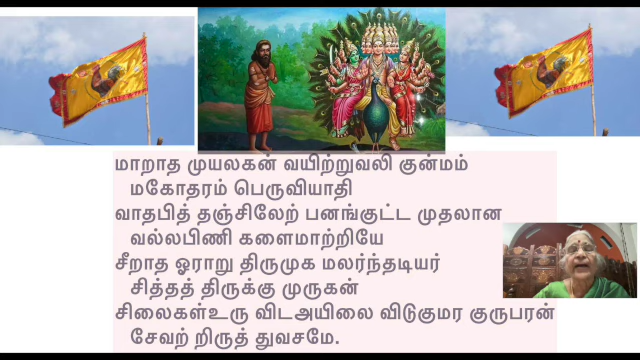 மாறாத முயலகன் வயிற்றுவலி குன்மம்
மகோதரம் பெருவியாதி
வாதபித் தஞ்சிலேற் பனங்குட்ட முதலான
வல்லபிணி களைமாற்றியே
சீறாத ஓராறு திருமுக மலர்ந்தடியர்
சித்தத் திருக்கு முருகன்
சிலைகள்உரு விடஅயிலை விடுகுமர குருபரன்
சேவற் றிருத் துவசமே.